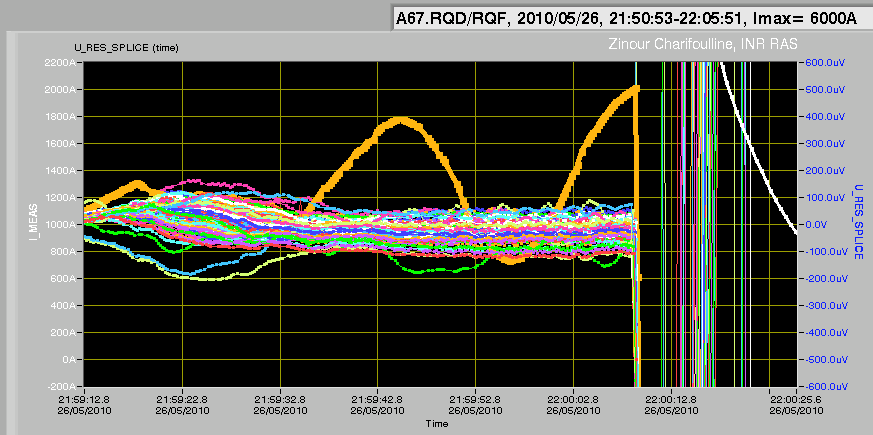 A67.RQD/RQF, 2010/05/26, 21:50:53-22:05:51, Imax= 6000A
U_RES_SPLICE (time)
Zinour Charifoulline, INR RAS
2200A
2000A
1800A
1600A
1400A
1200A
1000A
800A
600A
400A
200A
0A
-200A
I_MEAS
600.0uV
500.0uV
400.0uV
300.0uV
200.0uV
100.0uV
0.0V
-100.0uV
-200.0uV
-300.0uV
-400.0uV
-500.0uV
-600.0uV
U_RES_SPLICE
21:59:12.8
26/05/2010
21:59:22.8
26/05/2010
21:59:32.8
26/05/2010
21:59:42.8
26/05/2010
21:59:52.8
26/05/2010
22:00:02.8
26/05/2010
22:00:12.8
26/05/2010
22:00:25.6
26/05/2010
Time